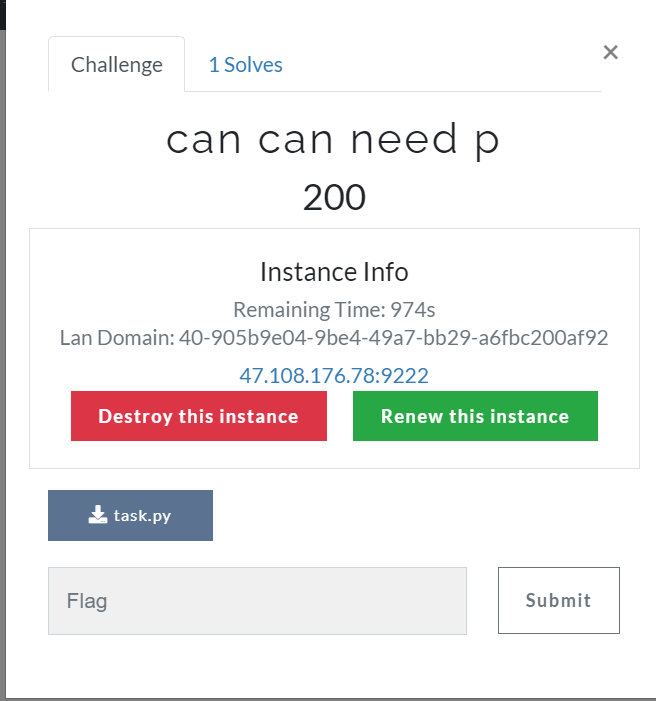 Challenge
1 Solves
×
can can need p
200
Instance Info
Remaining Time: 974s
Lan Domain: 40-905b9e04-9be4-49a7-bb29-a6fbc200af92
47.108.176.78:9222
Destroy this instance
Renew this instance
task.py
Flag
Submit